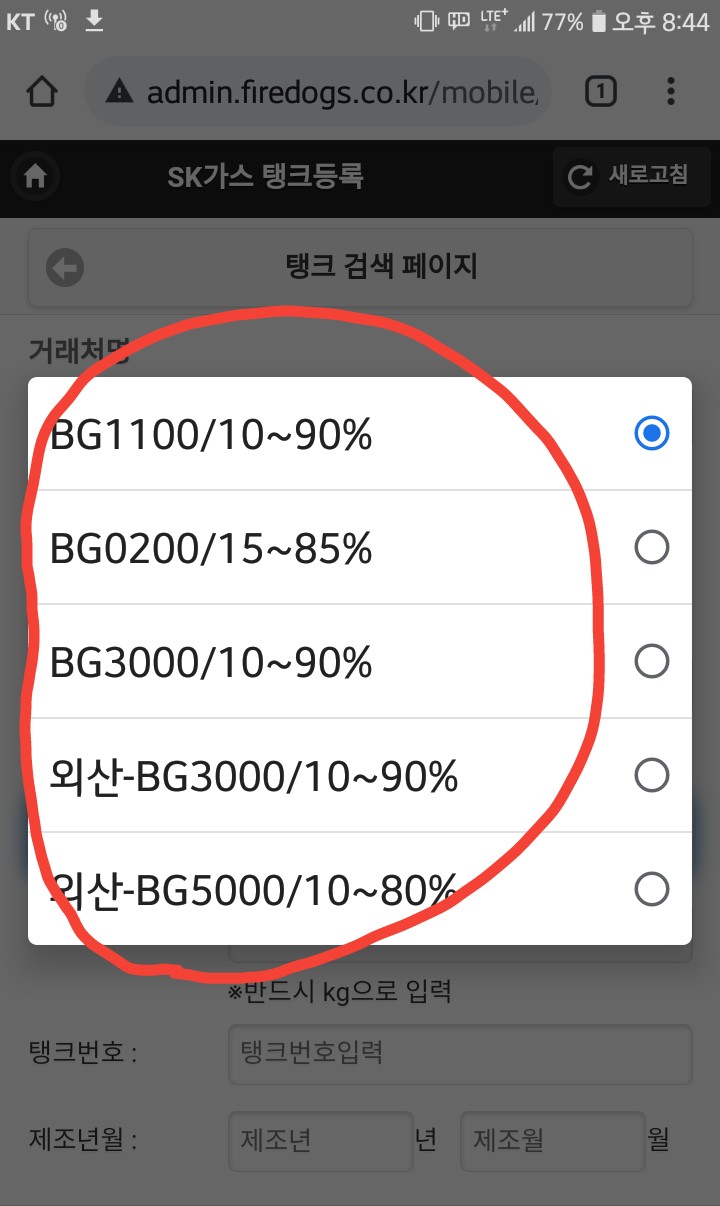 KT LTE+ 77% 오후 8:44
admin.firedogs.co.kr/mobile/ 1
SK가스 탱크등록 새로고침
탱크 검색 페이지
거래처명
BG1100/10~90%
BG0200/15~85%
BG3000/10~90%
외산-BG3000/10~90%
외산-BG5000/10~80%
※반드시 kg으로 입력
탱크번호 : 탱크번호입력
제조년월 : 제조년 년 제조월 월